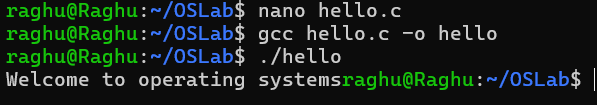 raghu@Raghu:~/OSLab$ nano hello.c
raghu@Raghu:~/OSLab$ gcc hello.c -o hello
raghu@Raghu:~/OSLab$ ./hello
Welcome to operating systemsraghu@Raghu:~/OSLab$